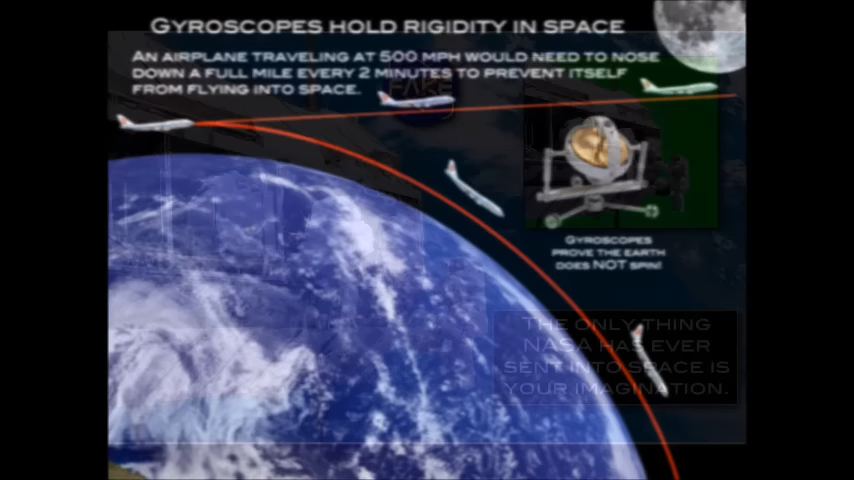 GYROSCOPES HOLD RIGIDITY IN SPACE
AN AIRPLANE TRAVELING AT 500 MPH WOULD NEED TO NOSE
DOWN A FULL MILE EVERY 2 MINUTES TO PREVENT ITSELF
FROM FLYING INTO SPACE.
FAKE
GYROSCOPES
PROVE THE EARTH
DOES NOT SPIN!
THE ONLY THING
NASA HAS EVER
SENT INTO SPACE IS
YOUR IMAGINATION.